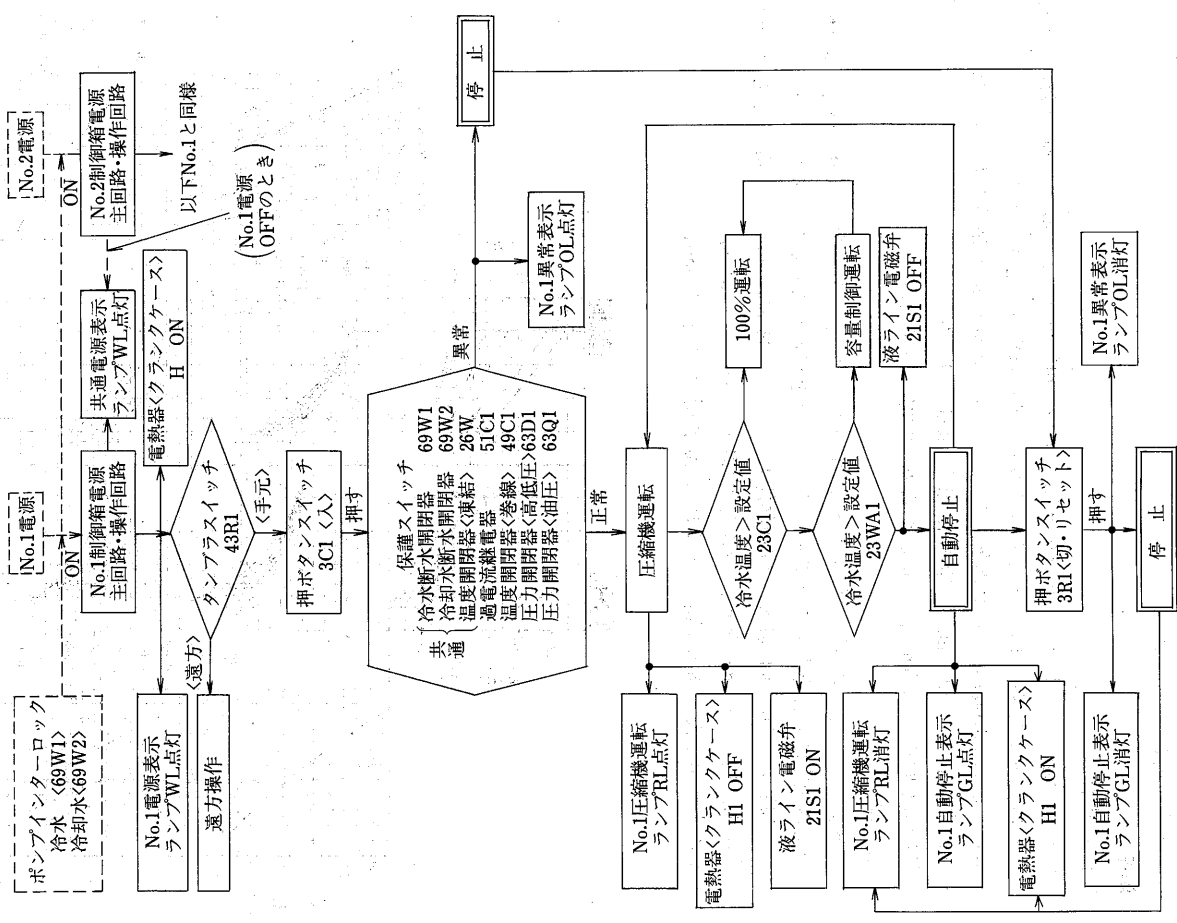 No.1電源
No.2電源
ポンプインターロック
冷水 <69W1>
冷却水<69W2>
ON
ON
No.1制御箱電源
主回路・操作回路
共通電源表示
ランプWL点灯
No.2制御箱電源
主回路・操作回路
以下No.1と同様
(No.1電源
OFFのとき)
No.1電源表示
ランプWL点灯
電熱器<クランクケース>
H ON
タンブラスイッチ
43R1
<遠方>
<手元>
遠方操作
押ボタンスイッチ
3C1 <入>
押す
保護スイッチ
共通
冷水断水開閉器 69W1
冷却水断水開閉器 69W2
温度開閉器<凍結> 26W
過電流継電器 51C1
温度開閉器<巻線> 49C1
圧力開閉器<高低圧> 63D1
圧力開閉器<油圧> 63Q1
異常
停 止
No.1異常表示
ランプOL点灯
正常
圧縮機運転
No.1圧縮機運転
ランプRL点灯
電熱器<クランクケース>
H1 OFF
液ライン電磁弁
21S1 ON
冷水温度>設定値
23C1
100%運転
冷水温度>設定値
23WA1
容量制御運転
液ライン電磁弁
21S1 OFF
自動停止
No.1圧縮機運転
ランプRL消灯
No.1自動停止表示
ランプGL点灯
電熱器<クランクケース>
H1 ON
押ボタンスイッチ
3R1<切・リセット>
押す
No.1自動停止表示
ランプGL消灯
No.1異常表示
ランプOL消灯
停 止